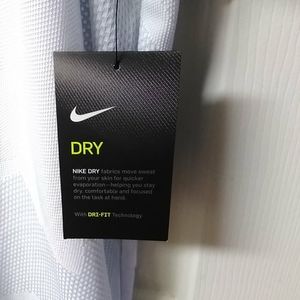 DRY
NIKE DRY fabrics move sweat
from your skin for quicker
evaporation—helping you stay
dry, comfortable and focused
on the task at hand.
With DRI-FIT Technology